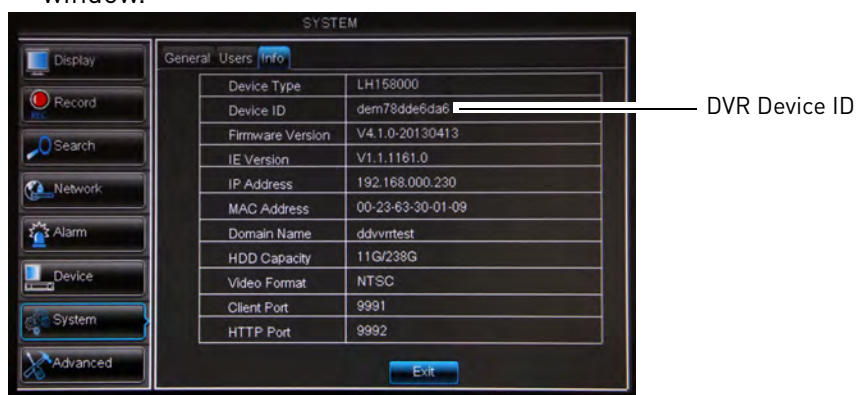 window.
SYSTEM
Display
Record
REC
Search
Network
Alarm
Device
System
Advanced
General Users Info
Device Type LH158000
Device ID dem78dde6da6
Firmware Version V4.1.0-20130413
IE Version V1.1.1161.0
IP Address 192.168.000.230
MAC Address 00-23-63-30-01-09
Domain Name ddvvrrtest
HDD Capacity 11G/238G
Video Format NTSC
Client Port 9991
HTTP Port 9992
Exit
DVR Device ID